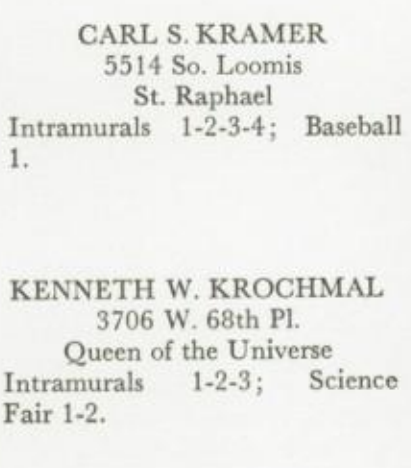 CARL S. KRAMER
5514 So. Loomis
St. Raphael
Intramurals 1-2-3-4; Baseball
1.
KENNETH W. KROCHMAL
3706 W. 68th Pl.
Queen of the Universe
Intramurals 1-2-3; Science
Fair 1-2.